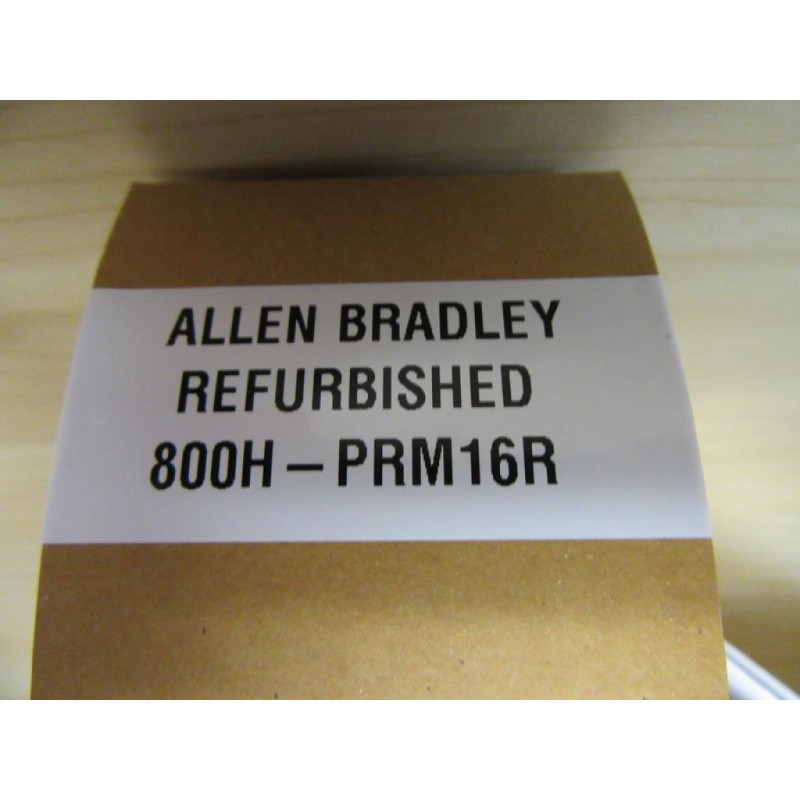 ALLEN BRADLEY
REFURBISHED
800H – PRM16R